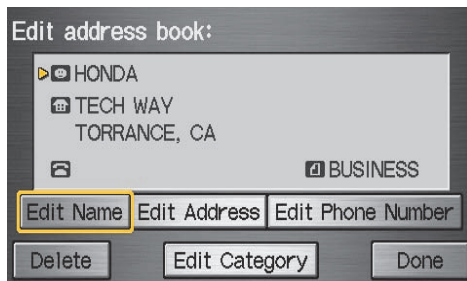 Edit address book:
HONDA
TECH WAY
TORRANCE, CA
BUSINESS
Edit Name Edit Address Edit Phone Number
Delete Edit Category Done